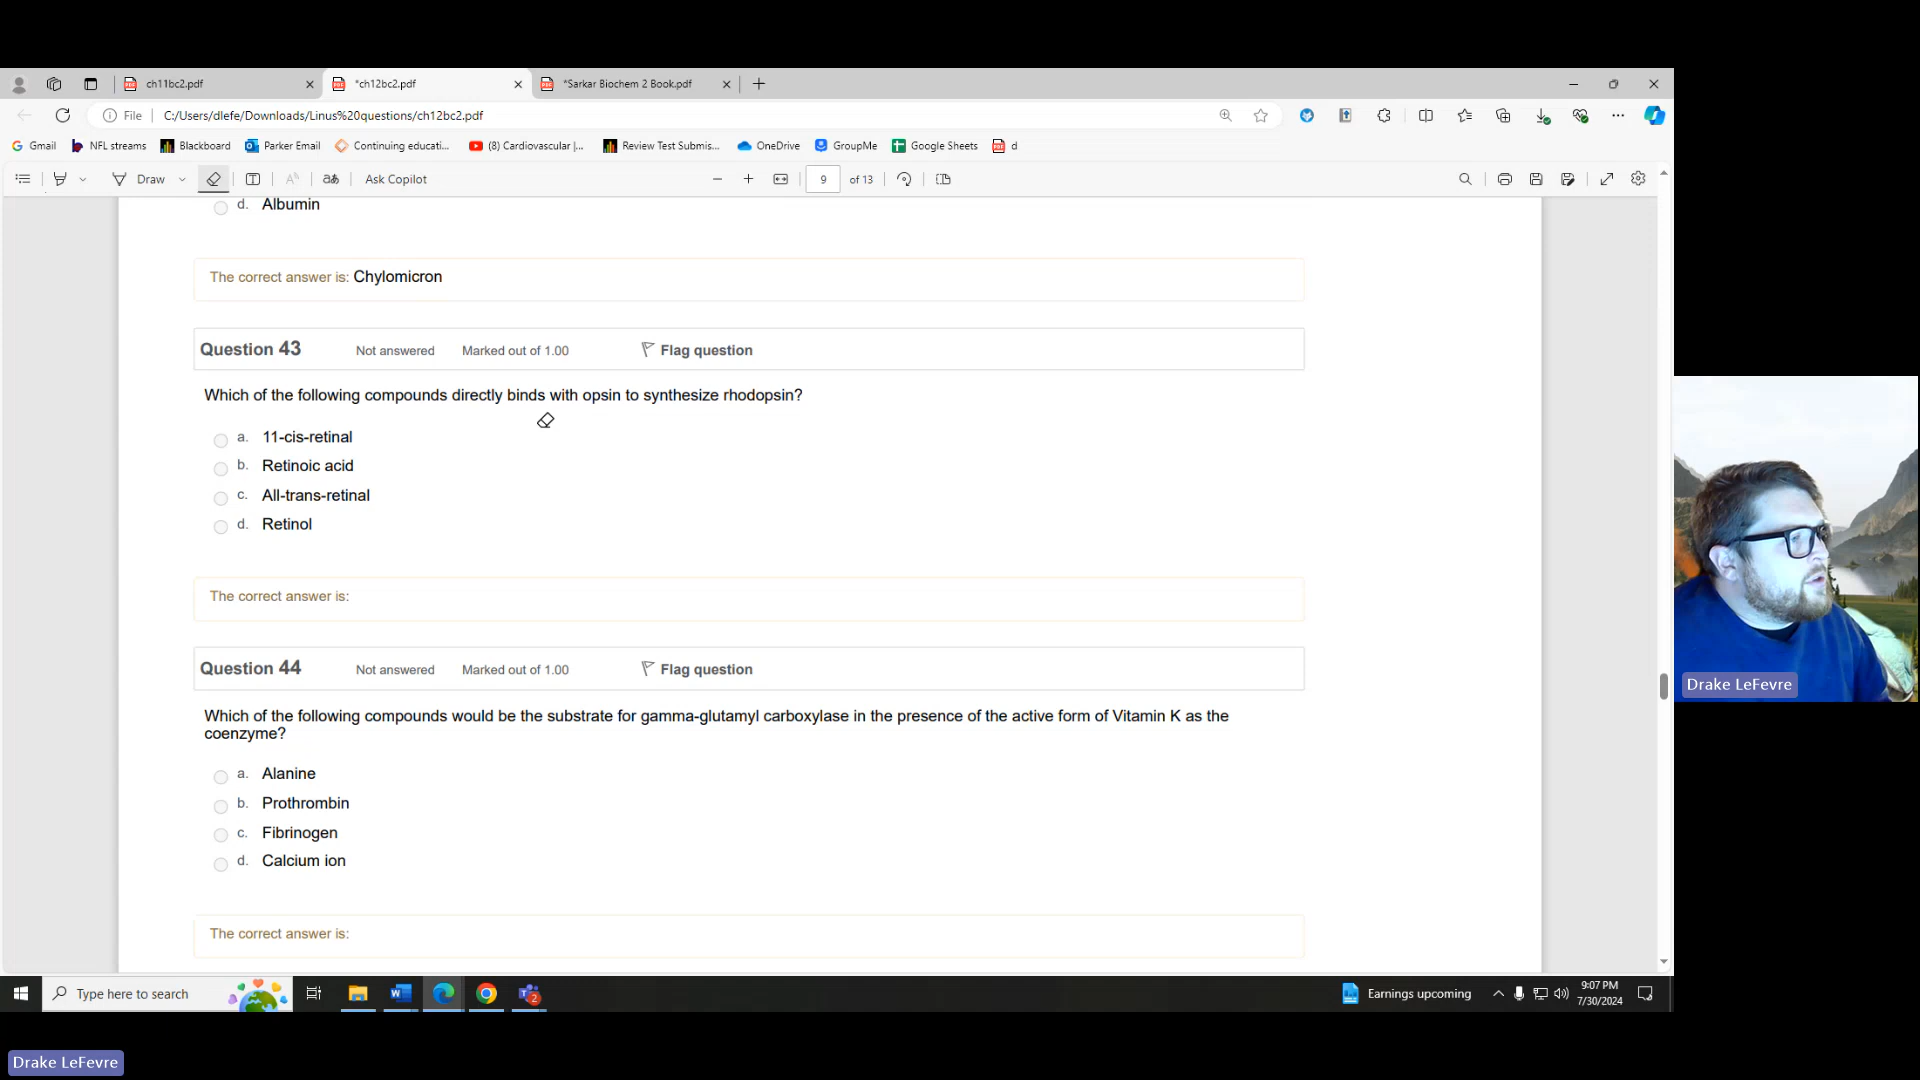 ch11bc2.pdf
*ch12bc2.pdf
*Sarkar Biochem 2 Book.pdf
File
C:/Users/dlefe/Downloads/Linus%20questions/ch12bc2.pdf
Gmail
NFL streams
Blackboard
Parker Email
Continuing educati...
(8) Cardiovascular |...
Review Test Submis...
OneDrive
GroupMe
Google Sheets
d
Draw
Ask Copilot
9
of 13
d. Albumin
The correct answer is: Chylomicron
Question 43 Not answered Marked out of 1.00 Flag question
Which of the following compounds directly binds with opsin to synthesize rhodopsin?
a. 11-cis-retinal
b. Retinoic acid
c. All-trans-retinal
d. Retinol
The correct answer is:
Question 44 Not answered Marked out of 1.00 Flag question
Which of the following compounds would be the substrate for gamma-glutamyl carboxylase in the presence of the active form of Vitamin K as the
coenzyme?
a. Alanine
b. Prothrombin
c. Fibrinogen
d. Calcium ion
The correct answer is:
Drake LeFevre
Type here to search
2
Earnings upcoming
9:07 PM
7/30/2024
Drake LeFevre